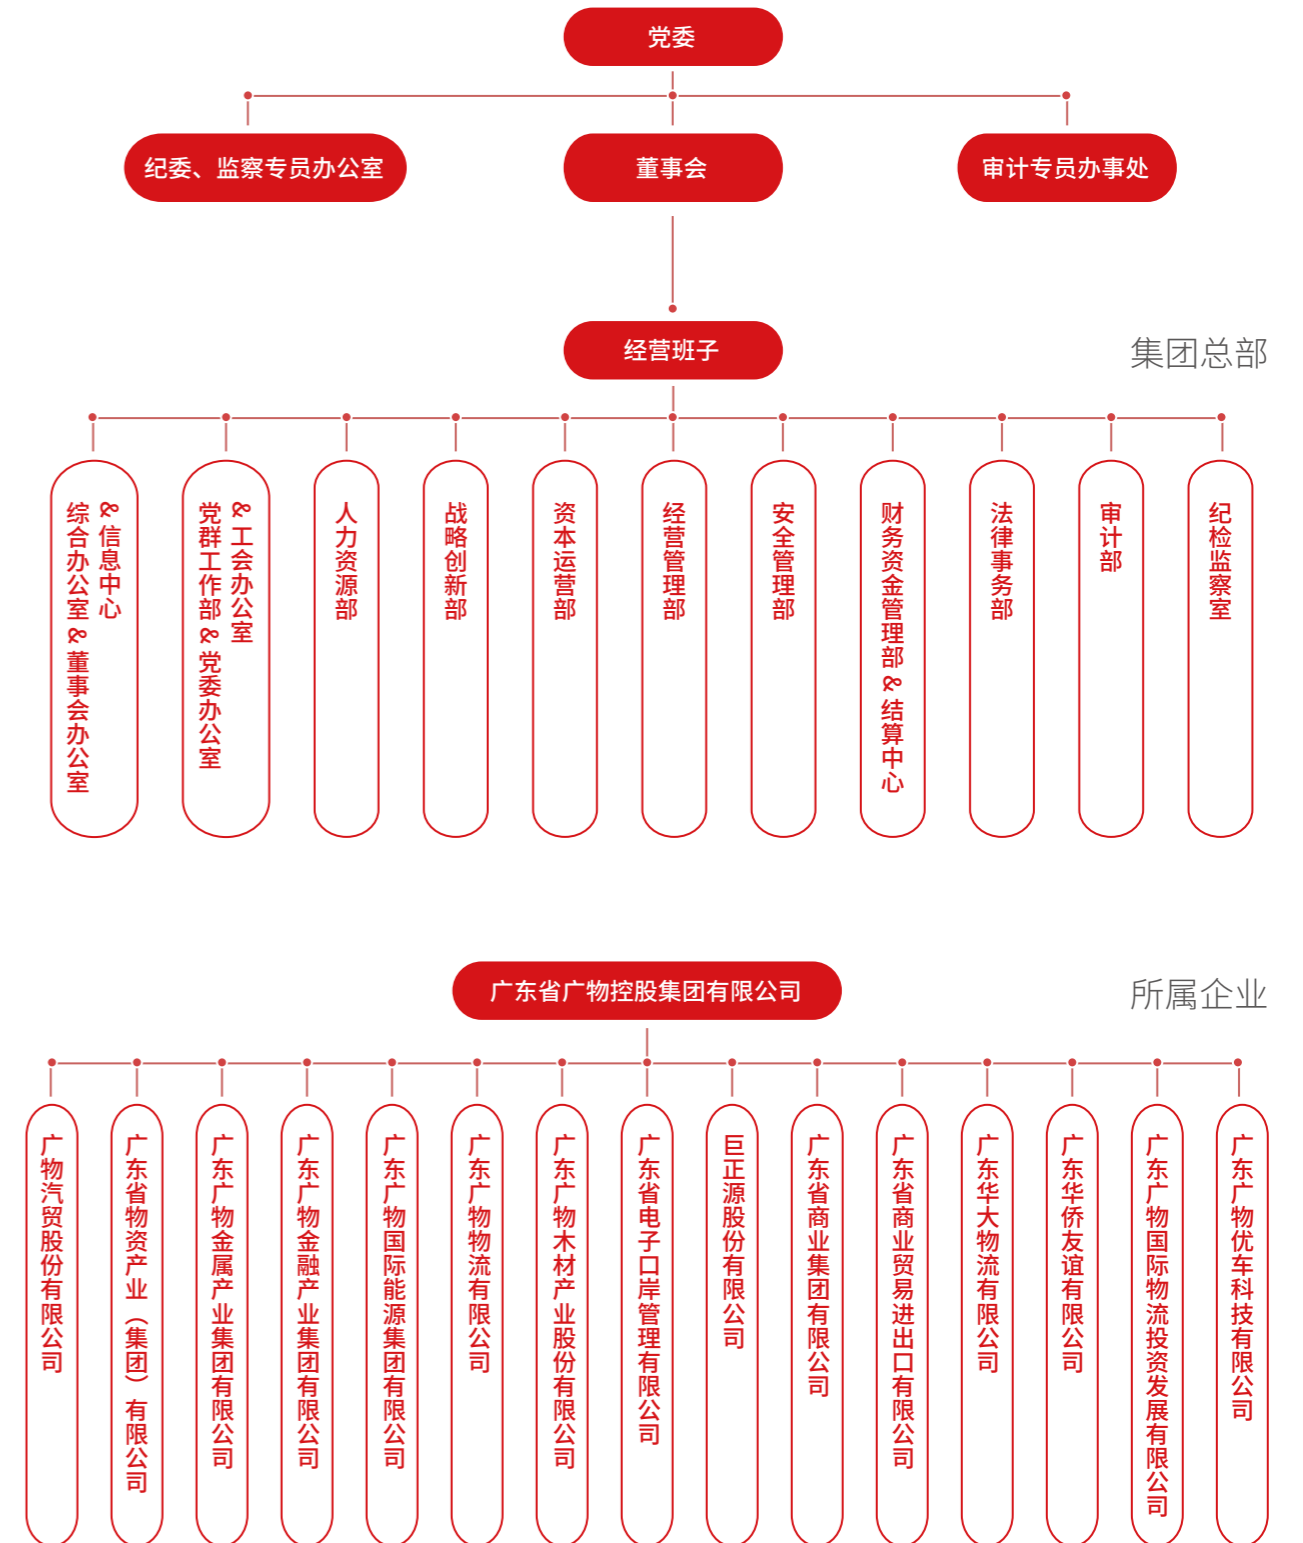 党委
纪委、监察专员办公室
董事会
审计专员办事处
经营班子
集团总部
综合办公室 & 董事会办公室
& 信息中心
党群工作部 & 党委办公室
& 工会办公室
人力资源部
战略创新部
资本运营部
经营管理部
安全管理部
财务资金管理部 & 结算中心
法律事务部
审计部
纪检监察室
广东省广物控股集团有限公司
所属企业
广物汽贸股份有限公司
广东省物资产业（集团）有限公司
广东广物金属产业集团有限公司
广东广物金融产业集团有限公司
广东广物国际能源集团有限公司
广东广物物流有限公司
广东广物木材产业股份有限公司
广东省电子口岸管理有限公司
巨正源股份有限公司
广东省商业集团有限公司
广东省商业贸易进出口有限公司
广东华大物流有限公司
广东华侨友谊有限公司
广东广物国际物流投资发展有限公司
广东广物优车科技有限公司